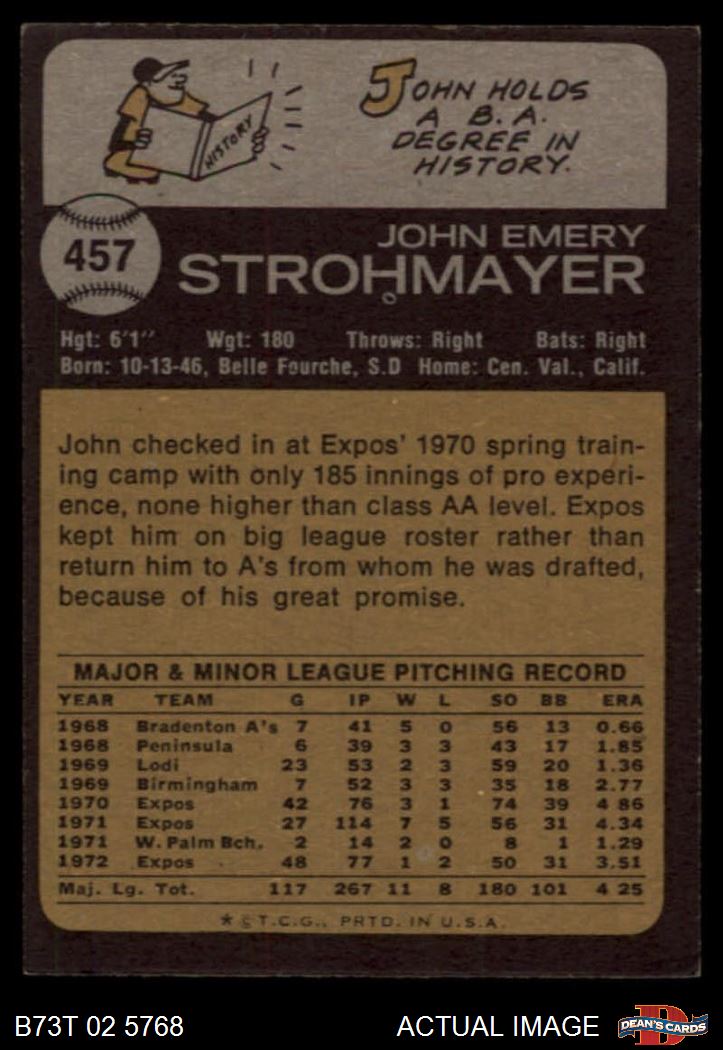 JOHN HOLDS
A B.A.
DEGREE IN
HISTORY.
HISTORY
457
JOHN EMERY
STROHMAYER
Hgt: 6'1" Wgt: 180 Throws: Right Bats: Right
Born: 10-13-46, Belle Fourche, S.D Home: Cen. Val., Calif.
John checked in at Expos' 1970 spring train-
ing camp with only 185 innings of pro experi-
ence, none higher than class AA level. Expos
kept him on big league roster rather than
return him to A's from whom he was drafted,
because of his great promise.
MAJOR & MINOR LEAGUE PITCHING RECORD
YEAR TEAM G IP W L SO BB ERA
1968 Bradenton A's 7 41 5 0 56 13 0.66
1968 Peninsula 6 39 3 3 43 17 1.85
1969 Lodi 23 53 2 3 59 20 1.36
1969 Birmingham 7 52 3 3 35 18 2.77
1970 Expos 42 76 3 1 74 39 4 86
1971 Expos 27 114 7 5 56 31 4.34
1971 W. Palm Bch. 2 14 2 0 8 1 1.29
1972 Expos 48 77 1 2 50 31 3.51
Maj. Lg. Tot. 117 267 11 8 180 101 4 25
* © T.C.G., PRTD. IN U.S.A.
B73T 02 5768 ACTUAL IMAGE
D
DEAN'S CARDS